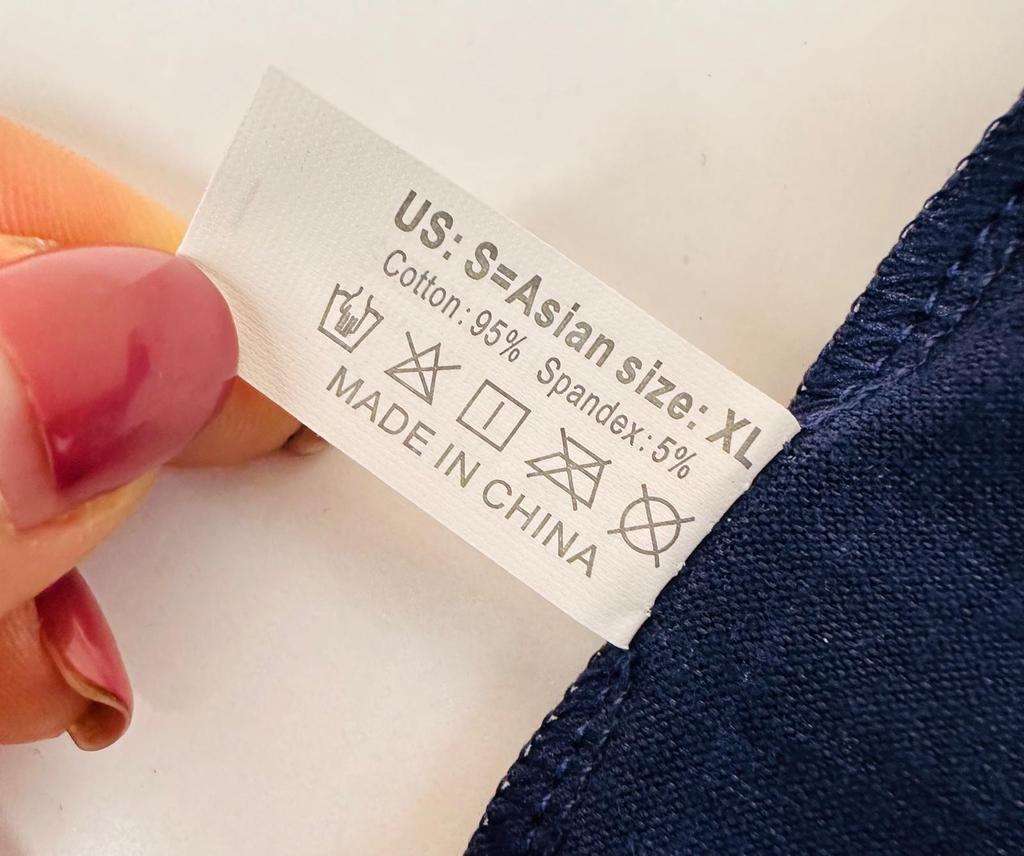 US: S=Asian size: XL
Cotton: 95% Spandex: 5%
MADE IN CHINA